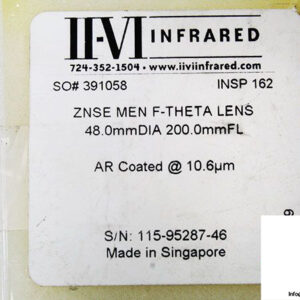 II-VI INFRARED
724-352-1504 • www.iiviinfrared.com
SO# 391058 INSP 162
ZNSE MEN F-THETA LENS
48.0mmDIA 200.0mmFL
AR Coated @ 10.6µm
S/N: 115-95287-46
Made in Singapore